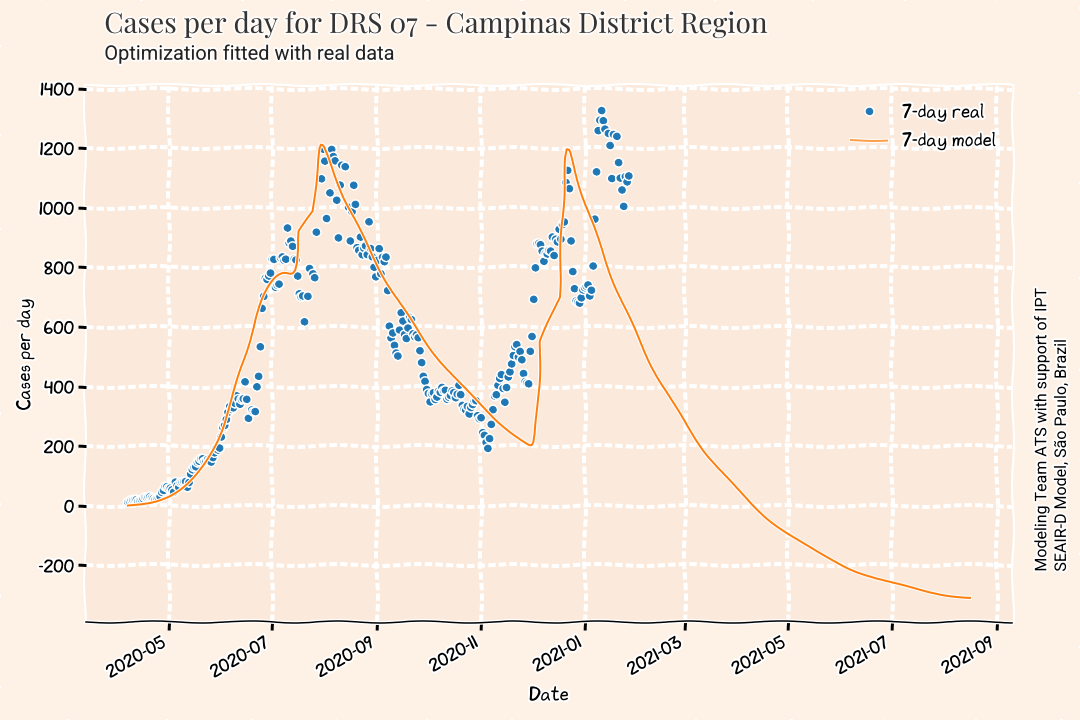 Cases per day for DRS 07 - Campinas District Region
Optimization fitted with real data
1400
1200
1000
800
600
400
200
0
-200
Cases per day
7-day real
7-day model
2020-05
2020-07
2020-09
2020-11
2021-01
2021-03
2021-05
2021-07
2021-09
Date
Modeling Team ATS with support of IPT
SEAIR-D Model, São Paulo, Brazil